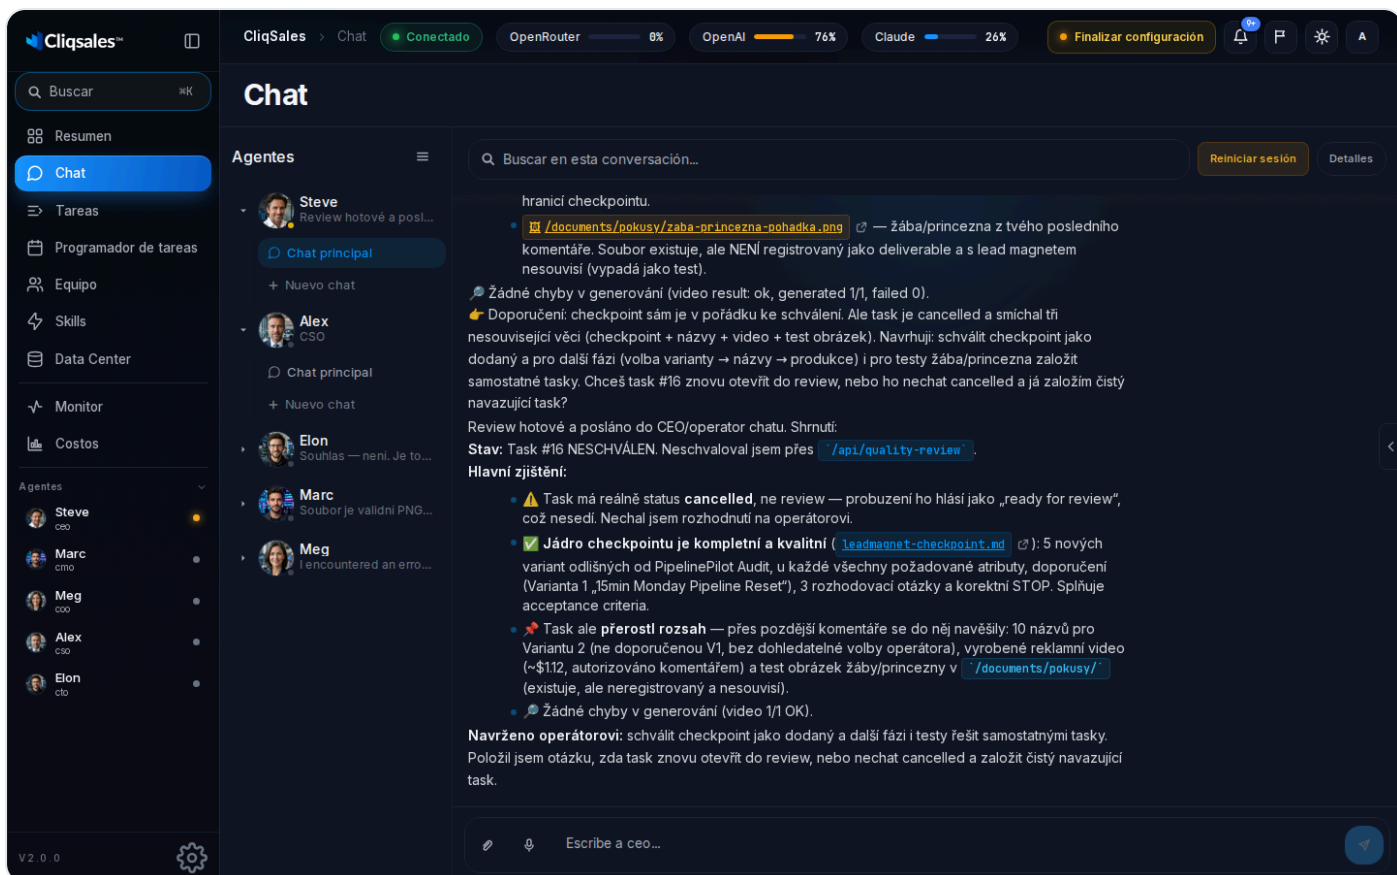 Cliqsales™
CliqSales > Chat
Conectado
OpenRouter 0%
OpenAI 76%
Claude 26%
Finalizar configuración
9+
A
Buscar ⌘K
Resumen
Chat
Tareas
Programador de tareas
Equipo
Skills
Data Center
Monitor
Costos
Agentes
Steve
ceo
Marc
cmo
Meg
coo
Alex
cso
Elon
cto
V2.0.0
Chat
Agentes
Steve
Review hotové a posl...
Chat principal
+ Nuevo chat
Alex
CSO
Chat principal
+ Nuevo chat
Elon
Souhlas — není. Je to...
Marc
Soubor je validní PNG...
Meg
I encountered an erro...
Buscar en esta conversación...
Reiniciar sesión
Detalles
hranicí checkpointu.
🖼 /documents/pokusy/zaba-princezna-pohadka.png — žába/princezna z tvého posledního
komentáře. Soubor existuje, ale NENÍ registrovaný jako deliverable a s lead magnetem
nesouvisí (vypadá jako test).
🔎 Žádné chyby v generování (video result: ok, generated 1/1, failed 0).
👉 Doporučení: checkpoint sám je v pořádku ke schválení. Ale task je cancelled a smíchal tři
nesouvisející věci (checkpoint + názvy + video + test obrázek). Navrhuji: schválit checkpoint jako
dodaný a pro další fázi (volba varianty → názvy → produkce) i pro testy žába/princezna založit
samostatné tasky. Chceš task #16 znovu otevřít do review, nebo ho nechat cancelled a já založím čistý
navazující task?
Review hotové a posláno do CEO/operator chatu. Shrnutí:
Stav: Task #16 NESCHVÁLEN. Neschvaloval jsem přes `/api/quality-review`.
Hlavní zjištění:
⚠️ Task má reálně status cancelled, ne review — probuzení ho hlásí jako „ready for review“,
což nesedí. Nechal jsem rozhodnutí na operátorovi.
✅ Jádro checkpointu je kompletní a kvalitní (leadmagnet-checkpoint.md): 5 nových
variant odlišných od PipelinePilot Audit, u každé všechny požadované atributy, doporučení
(Varianta 1 „15min Monday Pipeline Reset“), 3 rozhodovací otázky a korektní STOP. Splňuje
acceptance criteria.
📌 Task ale přerostl rozsah — přes pozdější komentáře se do něj navěšily: 10 názvů pro
Variantu 2 (ne doporučenou V1, bez dohledatelné volby operátora), vyrobené reklamní video
(~$1.12, autorizováno komentářem) a test obrázek žáby/princezny v `/documents/pokusy/`
(existuje, ale neregistrovaný a nesouvisí).
🔎 Žádné chyby v generování (video 1/1 OK).
Navrženo operátorovi: schválit checkpoint jako dodaný a další fázi i testy řešit samostatnými tasky.
Položil jsem otázku, zda task znovu otevřít do review, nebo nechat cancelled a založit čistý navazující
task.
Escribe a ceo...